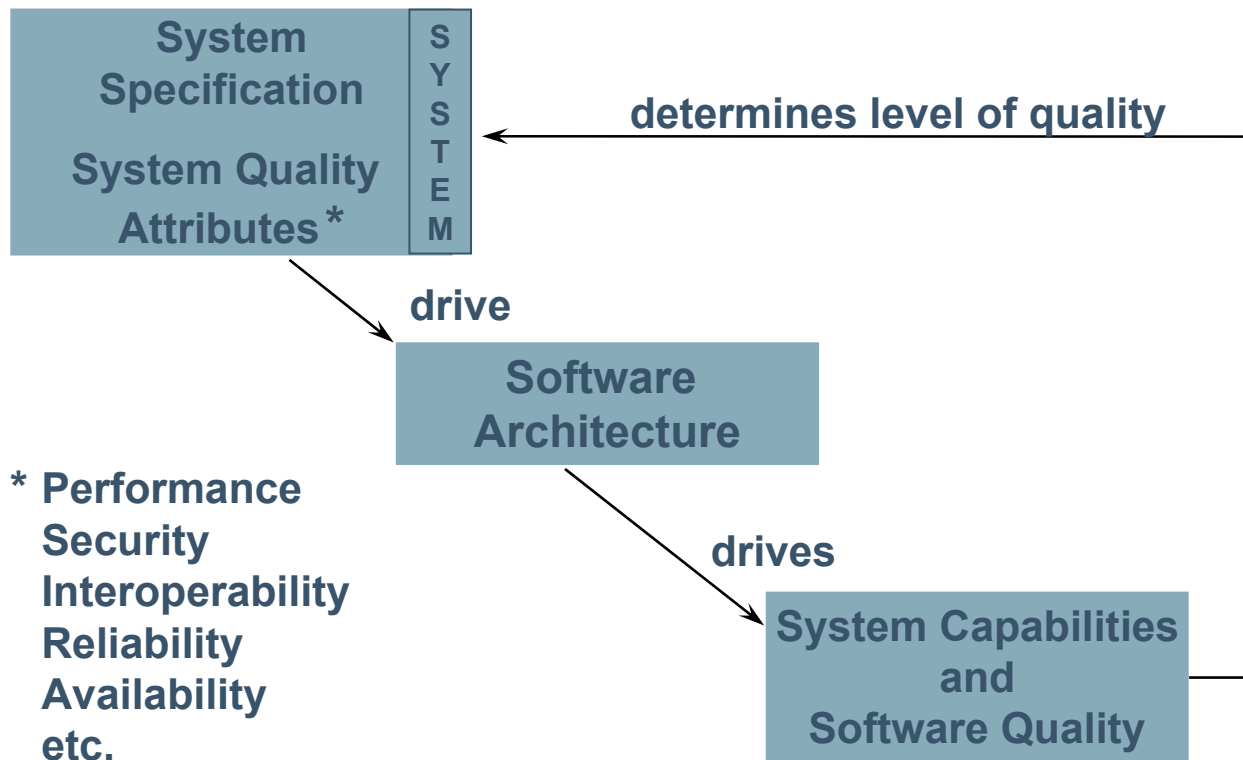 System
Specification
System Quality
Attributes *
S
Y
S
T
E
M
determines level of quality
drive
Software
Architecture
* Performance
Security
Interoperability
Reliability
Availability
etc.
drives
System Capabilities
and
Software Quality